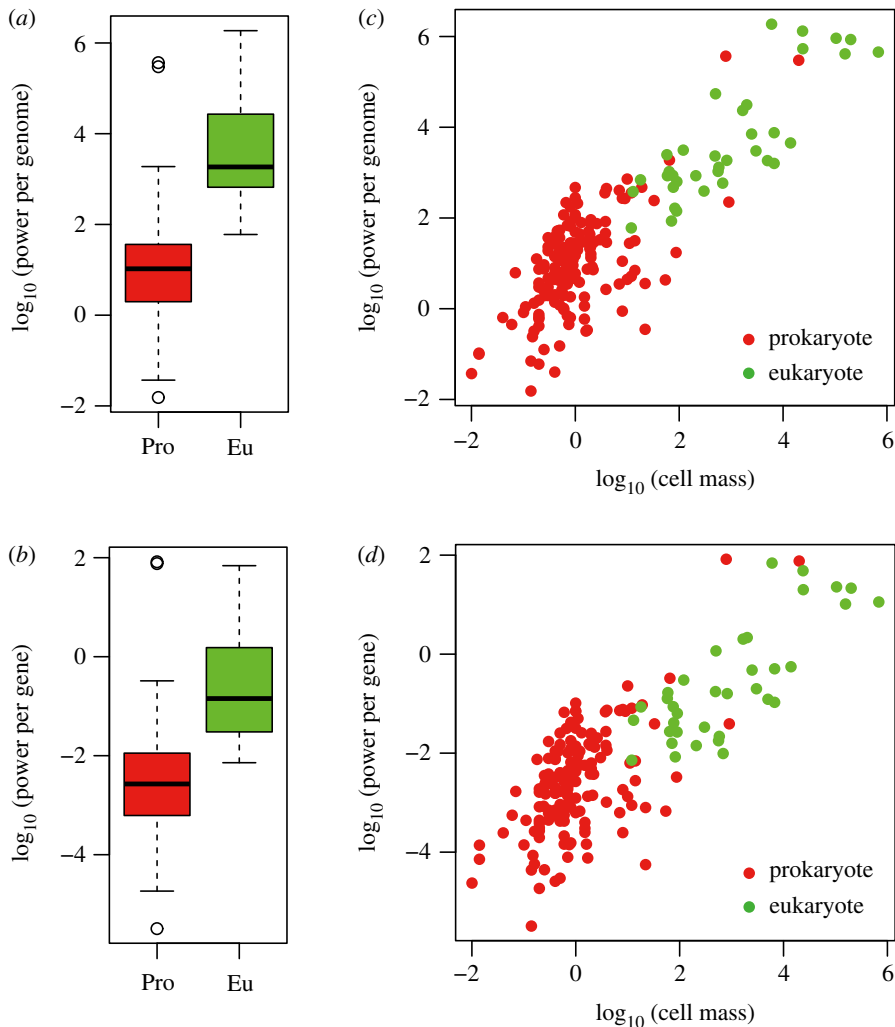 (a)
log10 (power per genome)
6
4
2
0
−2
Pro Eu
(c)
log10 (power per genome)
6
4
2
0
−2
prokaryote
eukaryote
−2 0 2 4 6
log10 (cell mass)
(b)
log10 (power per gene)
2
0
−2
−4
Pro Eu
(d)
log10 (power per gene)
2
0
−2
−4
prokaryote
eukaryote
−2 0 2 4 6
log10 (cell mass)